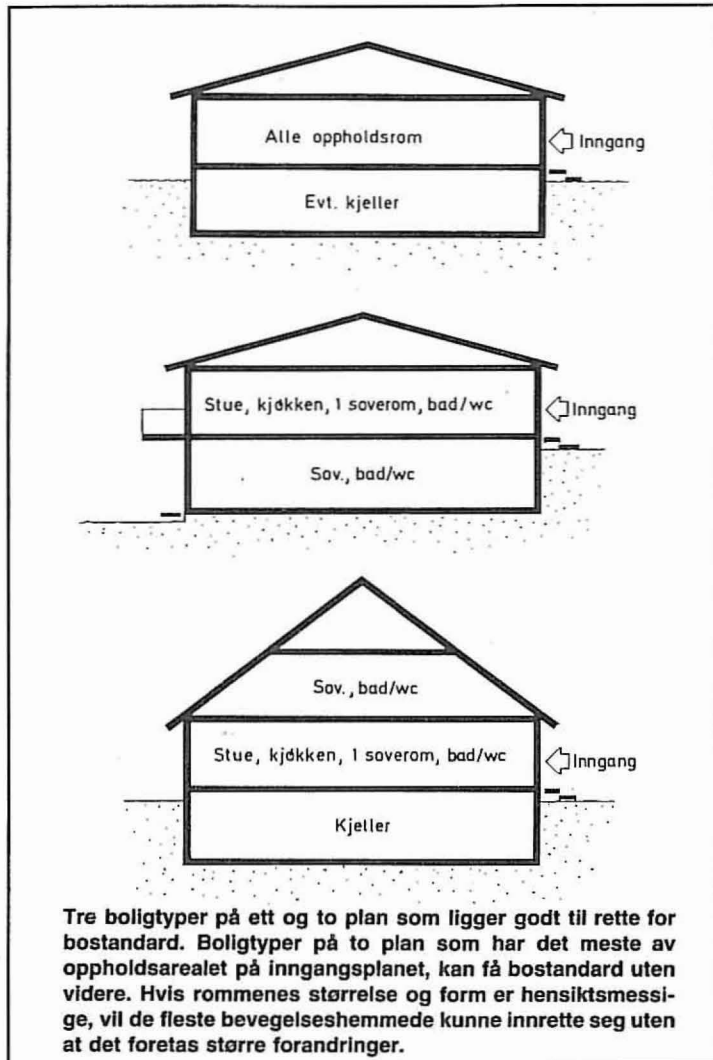 Alle oppholdsrom
Inngang
Evt. kjeller
Stue, kjøkken, 1 soverom, bad/wc
Inngang
Sov., bad/wc
Sov., bad/wc
Stue, kjøkken, 1 soverom, bad/wc
Inngang
Kjeller
Tre boligtyper på ett og to plan som ligger godt til rette for
bostandard. Boligtyper på to plan som har det meste av
oppholdsarealet på inngangsplanet, kan få bostandard uten
videre. Hvis rommenes størrelse og form er hensiktsmessi-
ge, vil de fleste bevegelseshemmede kunne innrette seg uten
at det foretas større forandringer.